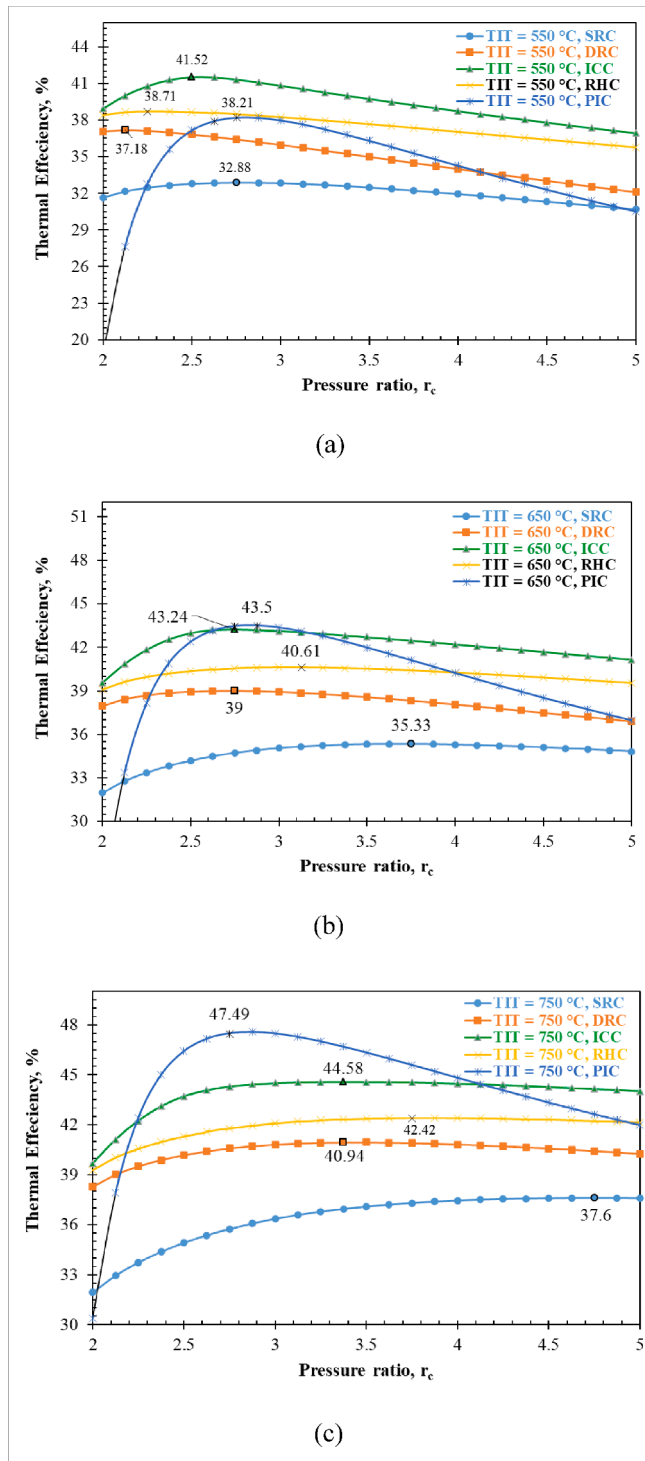 TIT = 550 °C, SRC
TIT = 550 °C, DRC
TIT = 550 °C, ICC
TIT = 550 °C, RHC
TIT = 550 °C, PIC
44
41
38
35
32
29
26
23
20
41.52
38.71
38.21
37.18
32.88
Thermal Effeciency, %
2
2.5
3
3.5
4
4.5
5
Pressure ratio, rc
(a)
TIT = 650 °C, SRC
TIT = 650 °C, DRC
TIT = 650 °C, ICC
TIT = 650 °C, RHC
TIT = 650 °C, PIC
51
48
45
42
39
36
33
30
43.24
43.5
40.61
39
35.33
Thermal Effeciency, %
2
2.5
3
3.5
4
4.5
5
Pressure ratio, rc
(b)
TIT = 750 °C, SRC
TIT = 750 °C, DRC
TIT = 750 °C, ICC
TIT = 750 °C, RHC
TIT = 750 °C, PIC
48
45
42
39
36
33
30
47.49
44.58
42.42
40.94
37.6
Thermal Effeciency, %
2
2.5
3
3.5
4
4.5
5
Pressure ratio, rc
(c)